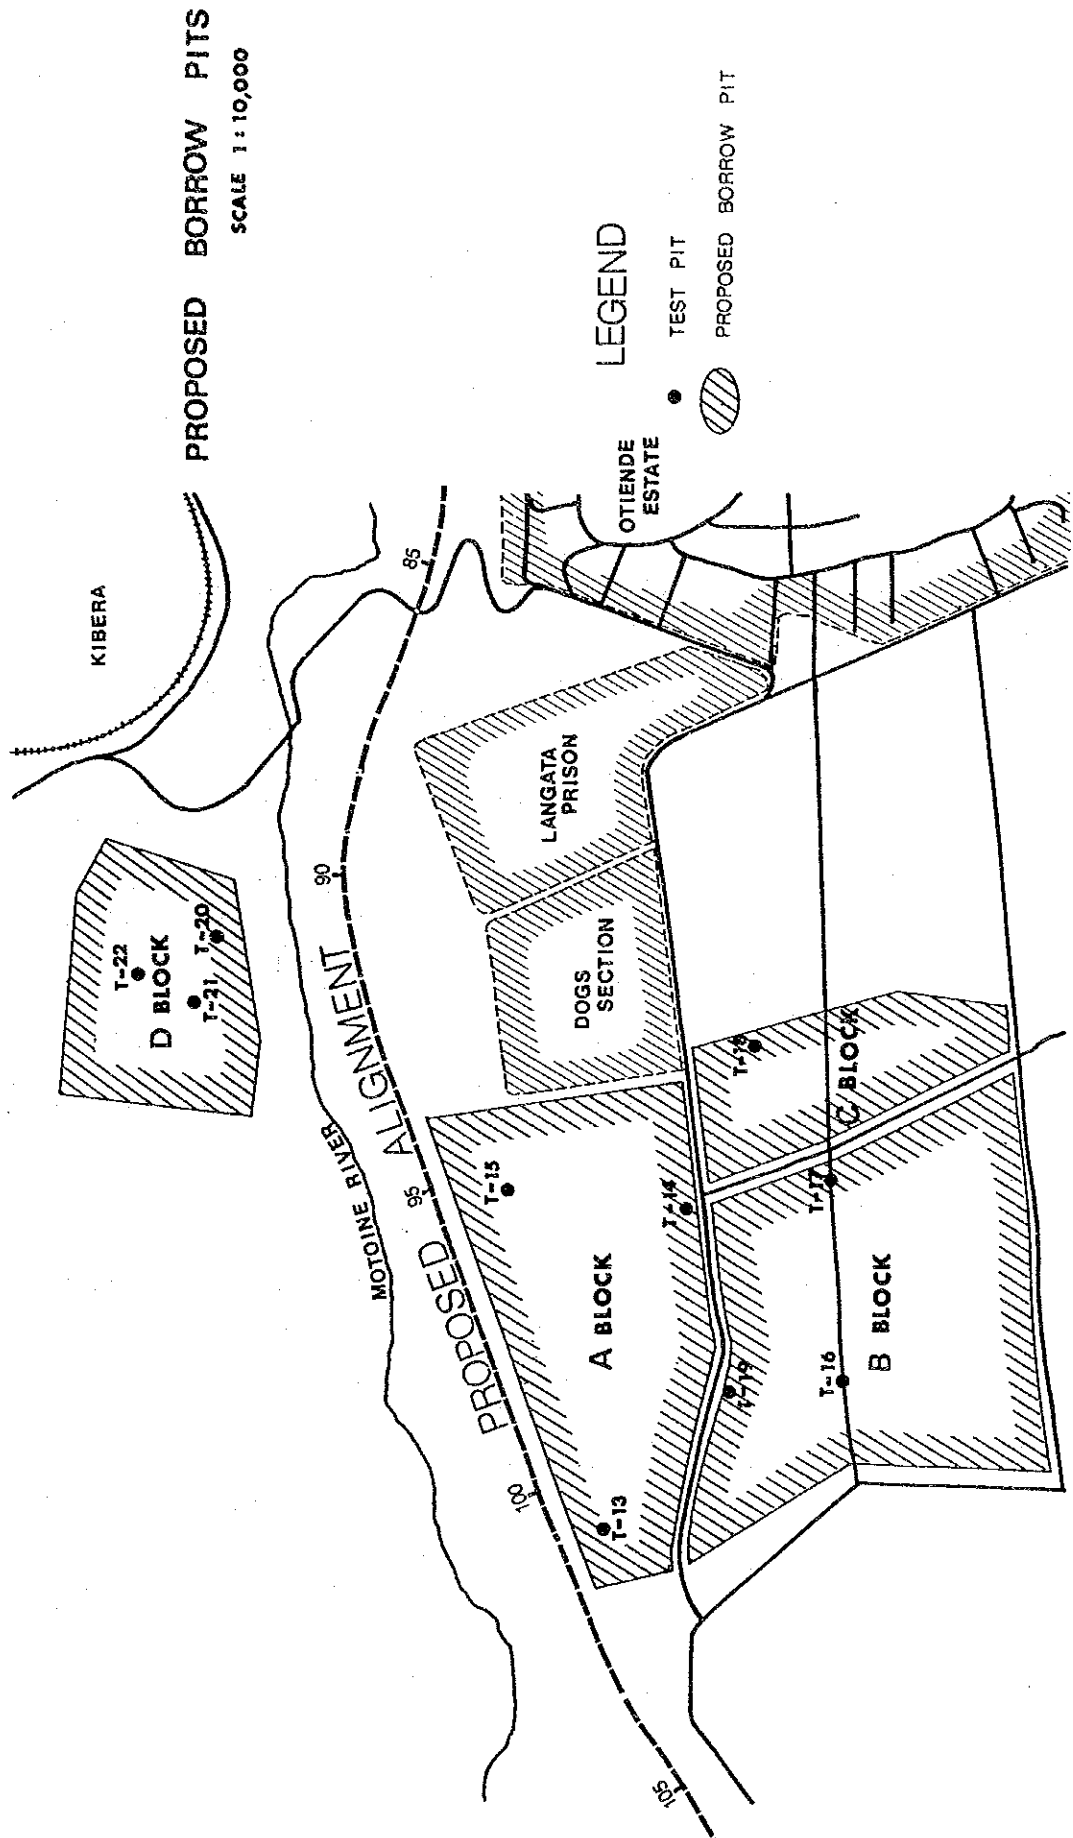 PROPOSED BORROW PITS
SCALE 1 : 10,000
KIBERA
D BLOCK
T-22
T-21
T-20
MOTOINE RIVER
PROPOSED ALIGNMENT
85
90
95
100
105
LANGATA
PRISON
DOGS
SECTION
OTIENDE
ESTATE
A BLOCK
T-15
T-14
T-13
B BLOCK
T-19
T-16
T-17
C BLOCK
T-18
LEGEND
TEST PIT
PROPOSED BORROW PIT